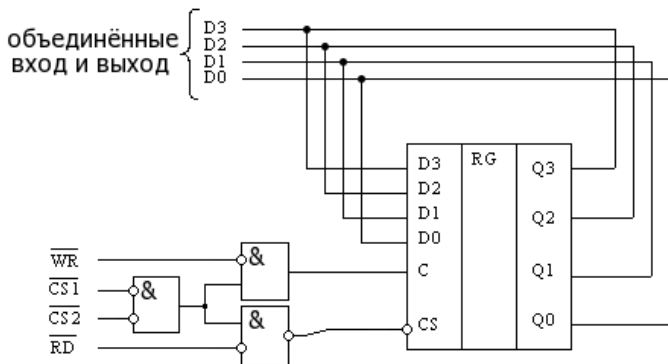 объединённые
вход и выход
D3
D2
D1
D0
D3
D2
D1
D0
C
CS
RG
Q3
Q2
Q1
Q0
WR
CS1
CS2
RD
&
&
&